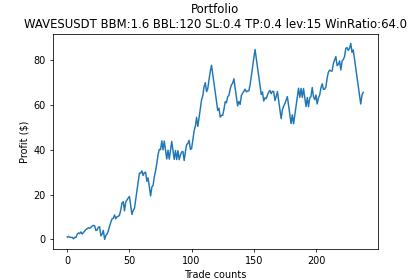 Portfolio
WAVESUSDT BBM:1.6 BBL:120 SL:0.4 TP:0.4 lev:15 WinRatio:64.0
Profit ($)
80
60
40
20
0
0
50
100
150
200
Trade counts